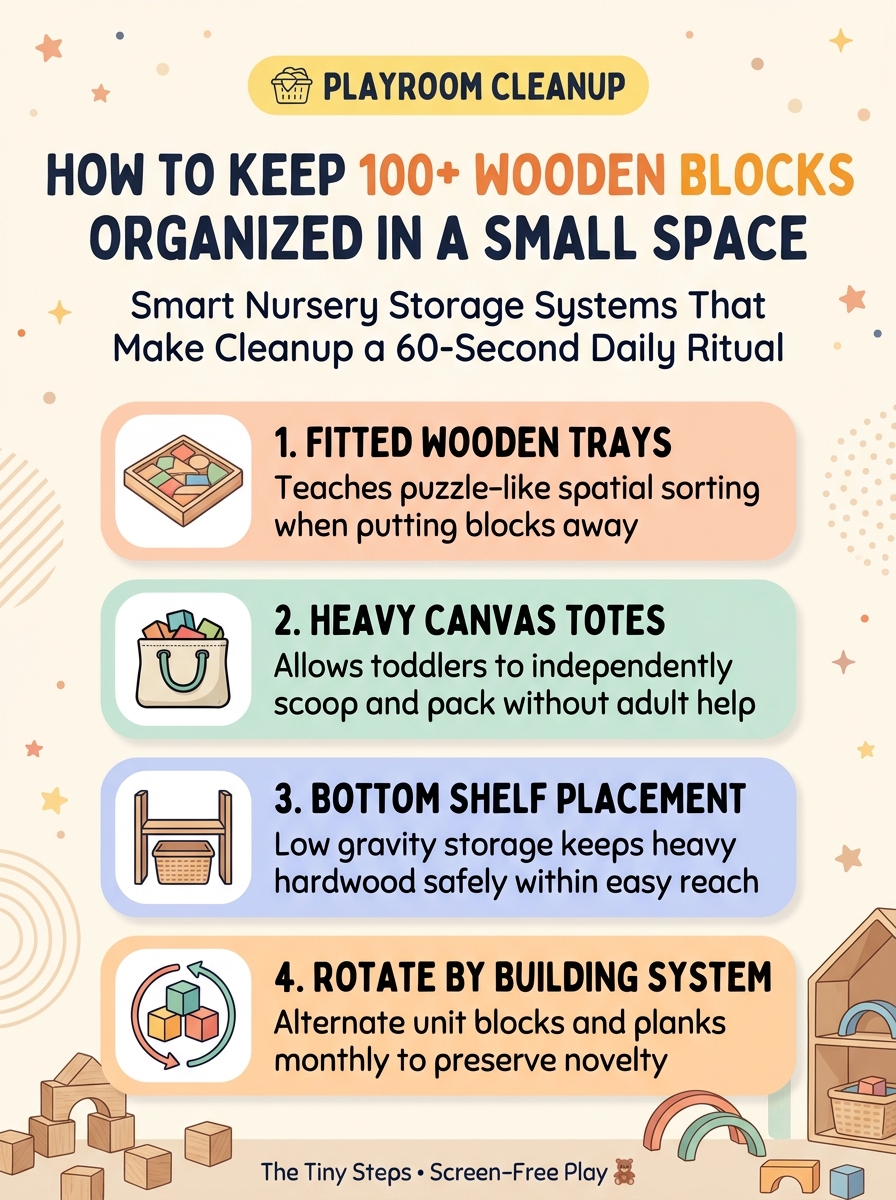 PLAYROOM CLEANUP
HOW TO KEEP 100+ WOODEN BLOCKS
ORGANIZED IN A SMALL SPACE
Smart Nursery Storage Systems That
Make Cleanup a 60-Second Daily Ritual
1. FITTED WOODEN TRAYS
Teaches puzzle-like spatial sorting
when putting blocks away
2. HEAVY CANVAS TOTES
Allows toddlers to independently
scoop and pack without adult help
3. BOTTOM SHELF PLACEMENT
Low gravity storage keeps heavy
hardwood safely within easy reach
4. ROTATE BY BUILDING SYSTEM
Alternate unit blocks and planks
monthly to preserve novelty
The Tiny Steps • Screen-Free Play